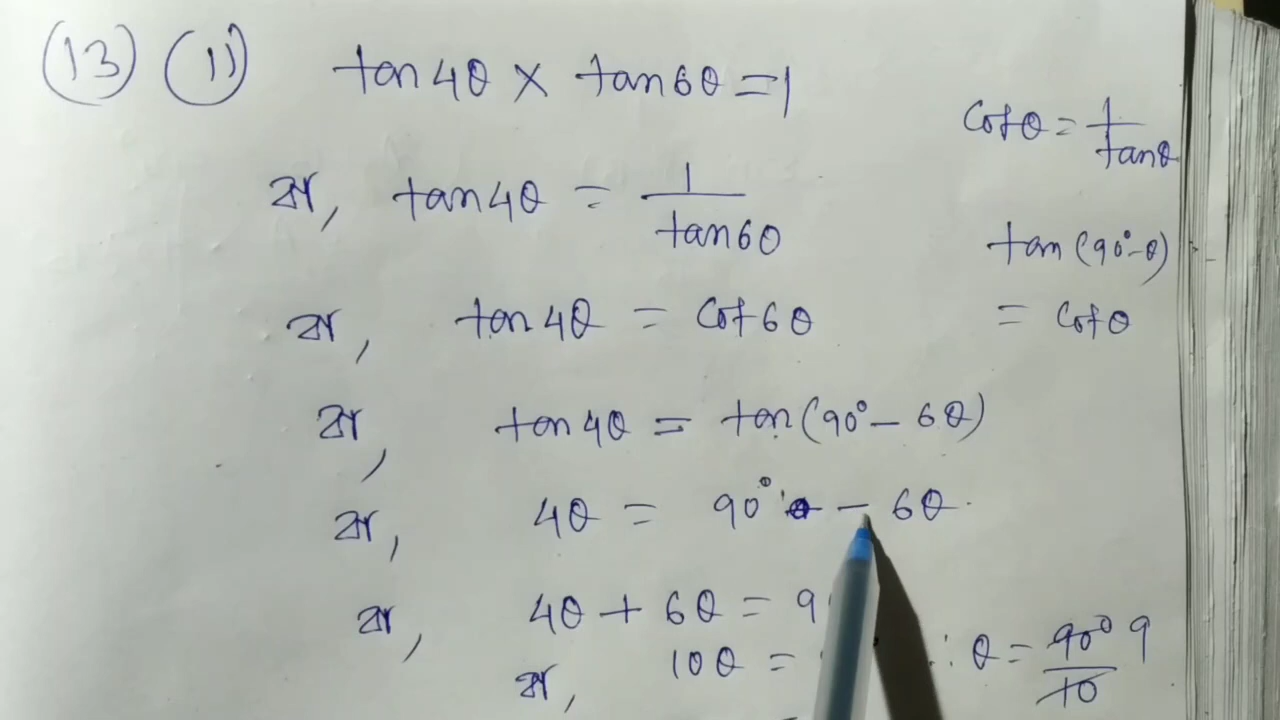 (13) (ii) tan4θ × tan6θ = 1
cotθ = 1/tanθ
বা, tan4θ = 1/tan6θ
tan(90°-θ)
বা, tan4θ = cot6θ
= cotθ
বা, tan4θ = tan(90° - 6θ)
বা, 4θ = 90° - 6θ
বা, 4θ + 6θ = 9
বা, 10θ =
∴ θ = 90°/10 9